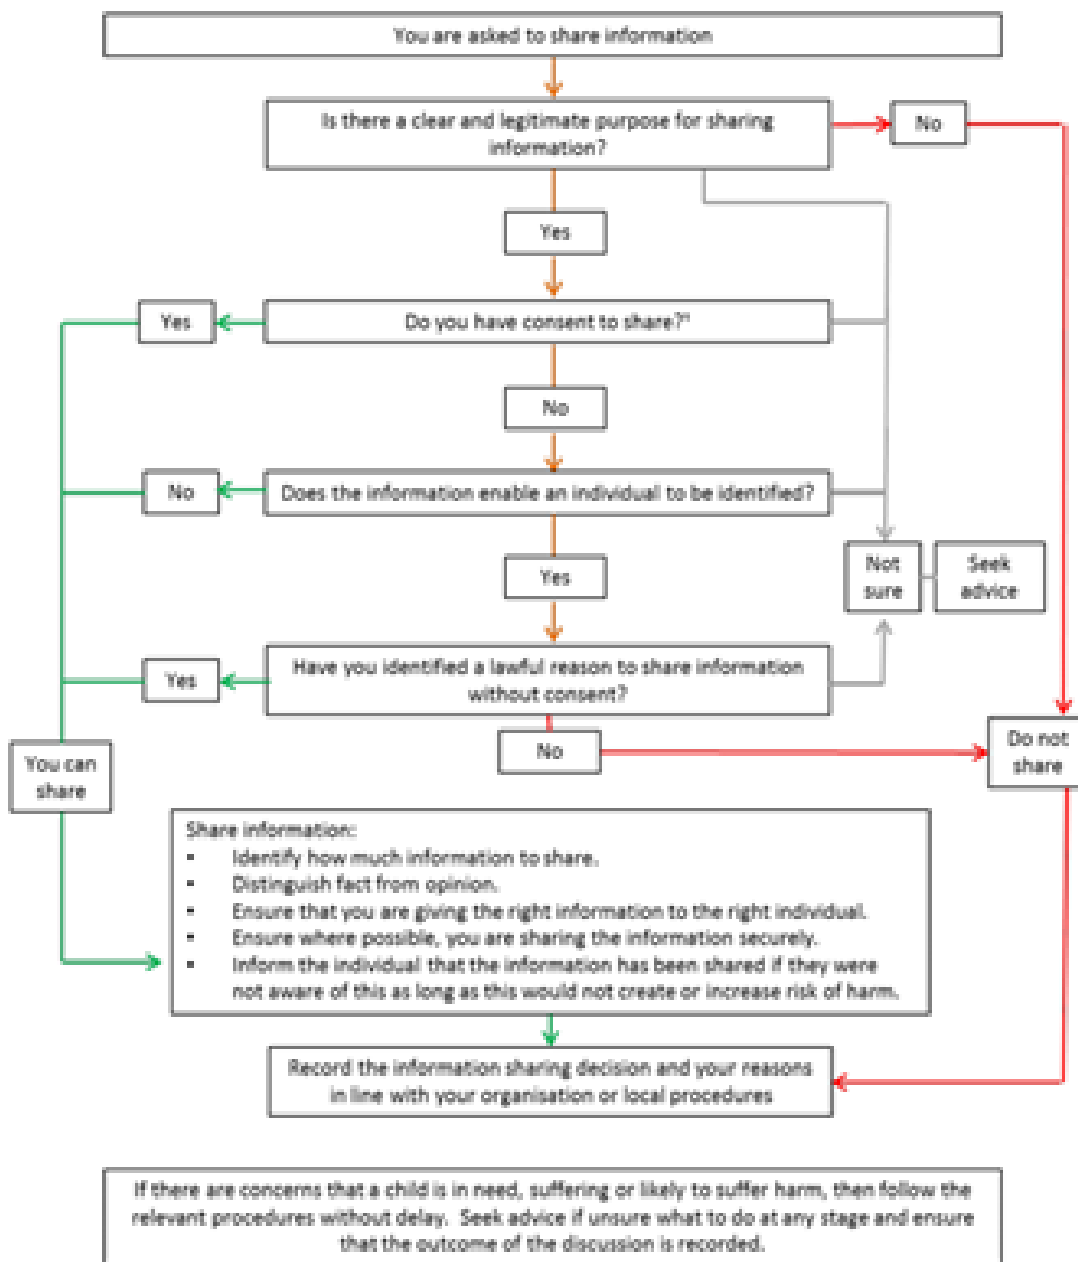 You are asked to share information
Is there a clear and legitimate purpose for sharing
information?
No
Yes
Yes
Do you have consent to share?*
No
No
Does the information enable an individual to be identified?
Yes
Not
sure
Seek
advice
Yes
Have you identified a lawful reason to share information
without consent?
No
You can
share
Do not
share
Share information:
▪ Identify how much information to share.
▪ Distinguish fact from opinion.
▪ Ensure that you are giving the right information to the right individual.
▪ Ensure where possible, you are sharing the information securely.
▪ Inform the individual that the information has been shared if they were
not aware of this as long as this would not create or increase risk of harm.
Record the information sharing decision and your reasons
in line with your organisation or local procedures
If there are concerns that a child is in need, suffering or likely to suffer harm, then follow the
relevant procedures without delay. Seek advice if unsure what to do at any stage and ensure
that the outcome of the discussion is recorded.